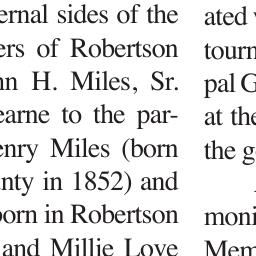 ernal sides of the
ers of Robertson
nn H. Miles, Sr.
earne to the par-
enry Miles (born
nty in 1852) and
born in Robertson
and Millie Love
ated
tourn
pal G
at the
the g
moni
Mem